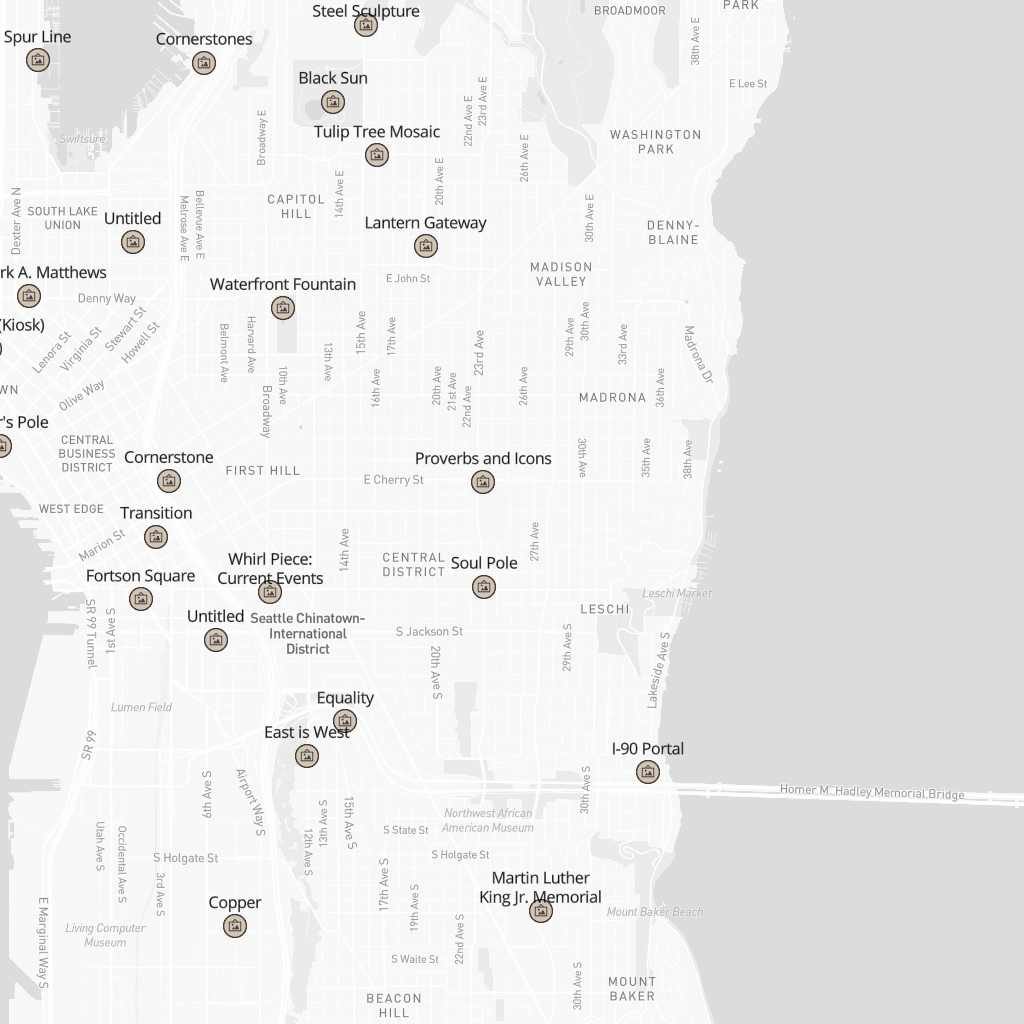 Steel Sculpture
BROADMOOR
PARK
Spur Line
Cornerstones
38th Ave E
Black Sun
E Lee St
22nd Ave E
23rd Ave E
Broadway E
Tulip Tree Mosaic
Swiftsure
WASHINGTON
PARK
26th Ave E
20th Ave E
14th Ave E
CAPITOL
HILL
Dexter Ave N
SOUTH LAKE
UNION
Untitled
Melrose Ave E
Bellevue Ave E
Lantern Gateway
30th Ave E
DENNY-
BLAINE
rk A. Matthews
Denny Way
Waterfront Fountain
E John St
MADISON
VALLEY
(Kiosk)
Lenora St
Virginia St
Stewart St
Howell St
Olive Way
Belmont Ave
Harvard Ave
10th Ave
Broadway
13th Ave
15th Ave
16th Ave
17th Ave
20th Ave
21st Ave
22nd Ave
23rd Ave
26th Ave
29th Ave
30th Ave
33rd Ave
36th Ave
Madrona Dr
WN
MADRONA
r's Pole
CENTRAL
BUSINESS
DISTRICT
Cornerstone
FIRST HILL
E Cherry St
Proverbs and Icons
30th Ave
35th Ave
38th Ave
WEST EDGE
Transition
Marion St
14th Ave
27th Ave
Whirl Piece:
Current Events
CENTRAL
DISTRICT
Soul Pole
Fortson Square
Leschi Market
LESCHI
SR 99 Tunnel
1st Ave S
Untitled
Seattle Chinatown-
International
District
S Jackson St
20th Ave S
29th Ave S
Lakeside Ave S
Equality
Lumen Field
East is West
SR 99
I-90 Portal
Homer M. Hadley Memorial Bridge
9th Ave S
Airport Way S
12th Ave S
13th Ave S
15th Ave S
30th Ave S
Northwest African
American Museum
S State St
Utah Ave S
Occidental Ave S
3rd Ave S
S Holgate St
S Holgate St
17th Ave S
19th Ave S
22nd Ave S
Martin Luther
King Jr. Memorial
Copper
Mount Baker Beach
E Marginal Way S
Living Computer
Museum
S Waite St
30th Ave S
MOUNT
BAKER
BEACON
HILL